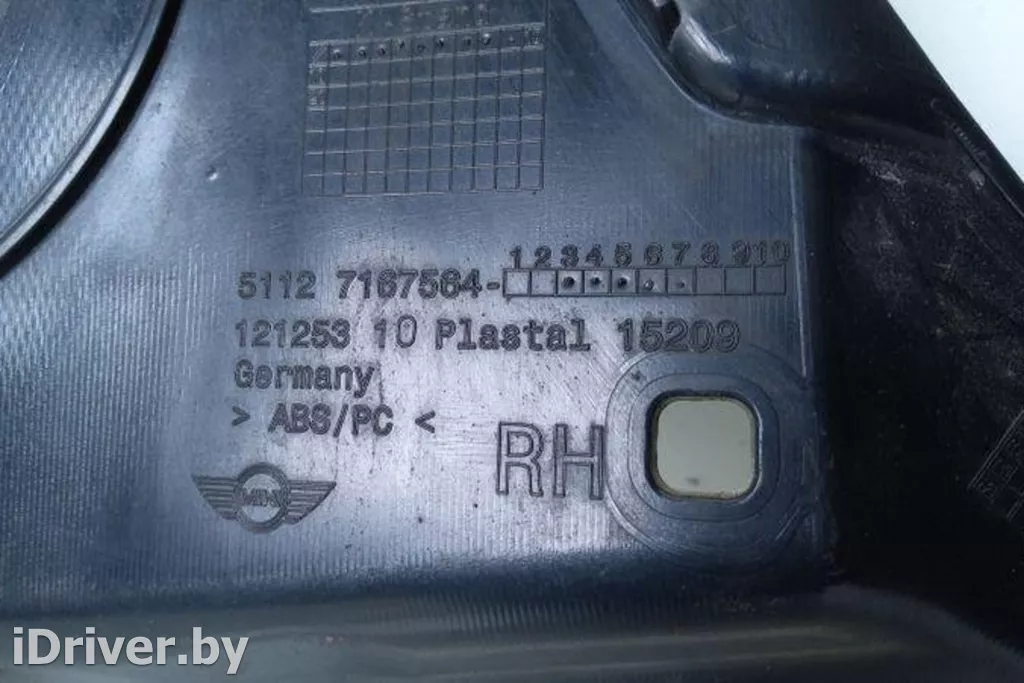 1 2 3 4 5 6 7 8 9 10
5112 7167564-
121253 10 Plastal 15209
Germany
> ABS/PC <
RH
MINI
iDriver.by